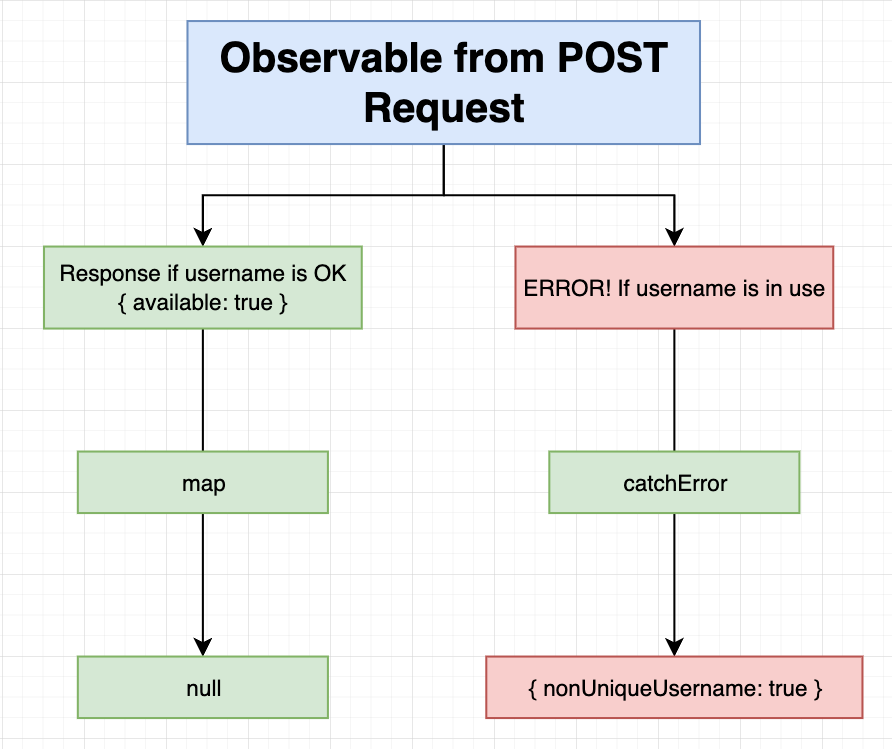 Observable from POST
Request
Response if username is OK
{ available: true }
ERROR! If username is in use
map
catchError
null
{ nonUniqueUsername: true }